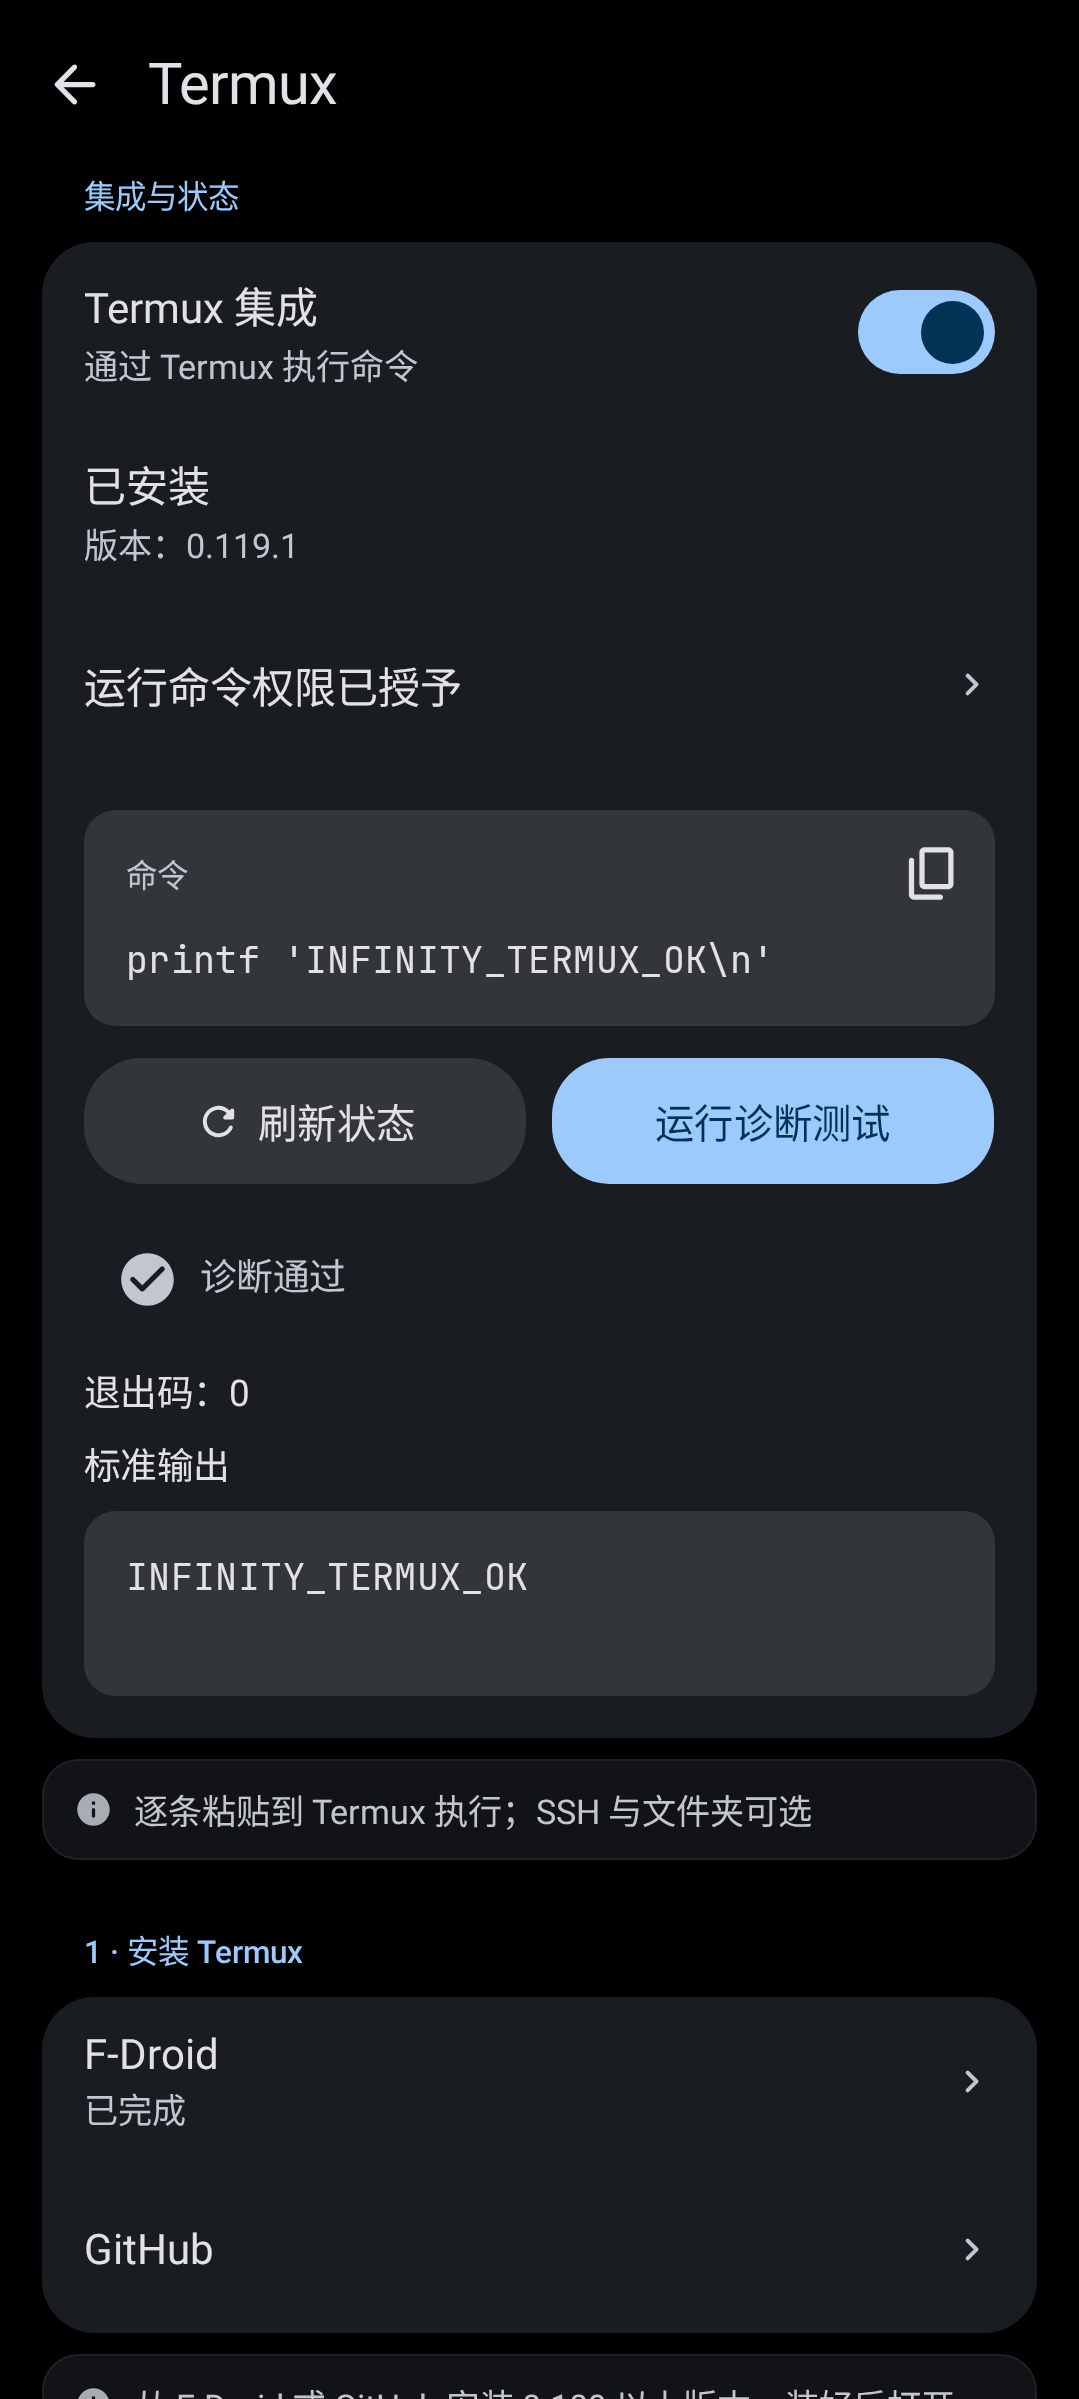 Termux
集成与状态
Termux 集成
通过 Termux 执行命令
已安装
版本：0.119.1
运行命令权限已授予
命令
printf 'INFINITY_TERMUX_OK\n'
刷新状态
运行诊断测试
诊断通过
退出码：0
标准输出
INFINITY_TERMUX_OK
逐条粘贴到 Termux 执行；SSH 与文件夹可选
1 · 安装 Termux
F-Droid
已完成
GitHub